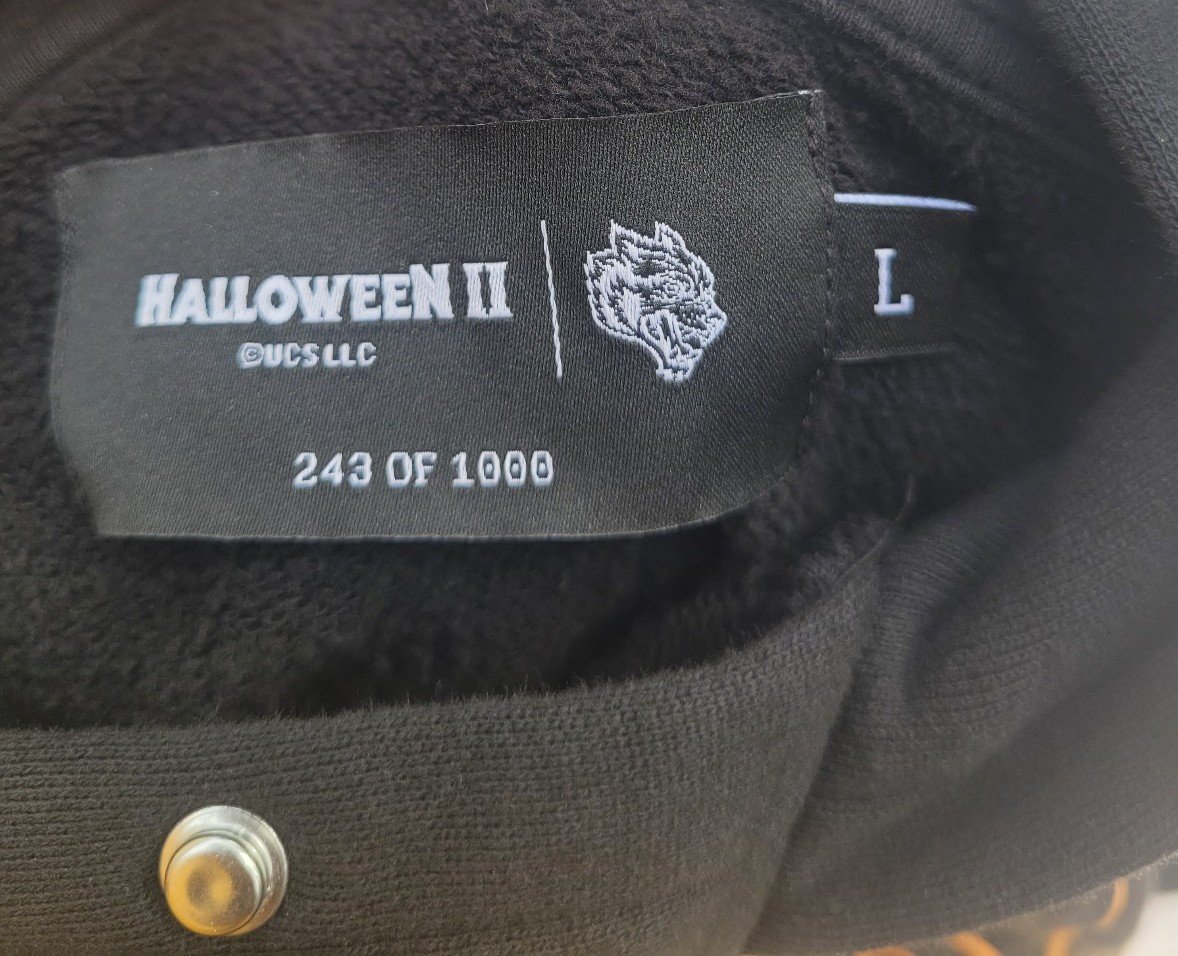 HALLOWEEN II
©UCS LLC
243 OF 1000
L